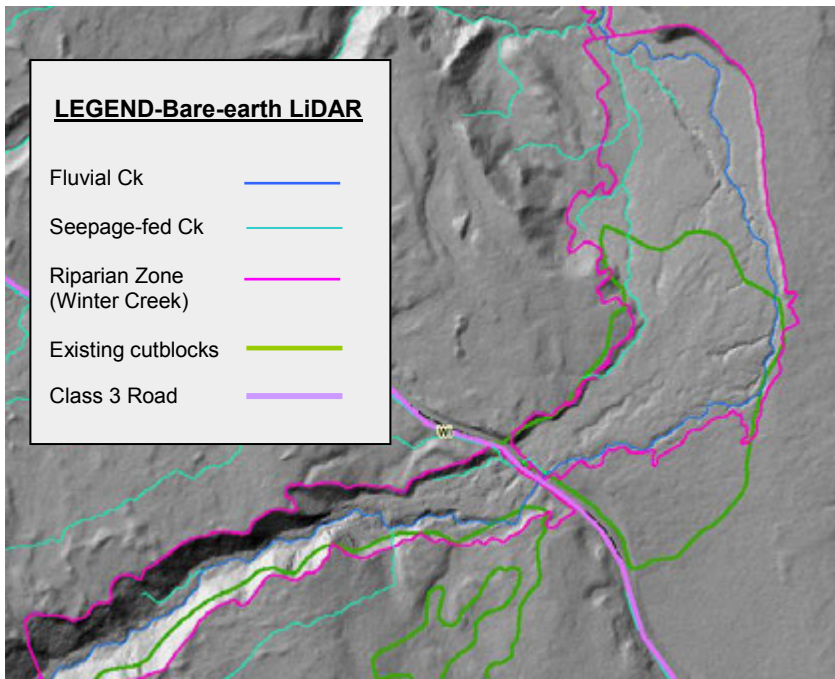 LEGEND-Bare-earth LiDAR
Fluvial Ck
Seepage-fed Ck
Riparian Zone
(Winter Creek)
Existing cutblocks
Class 3 Road
W